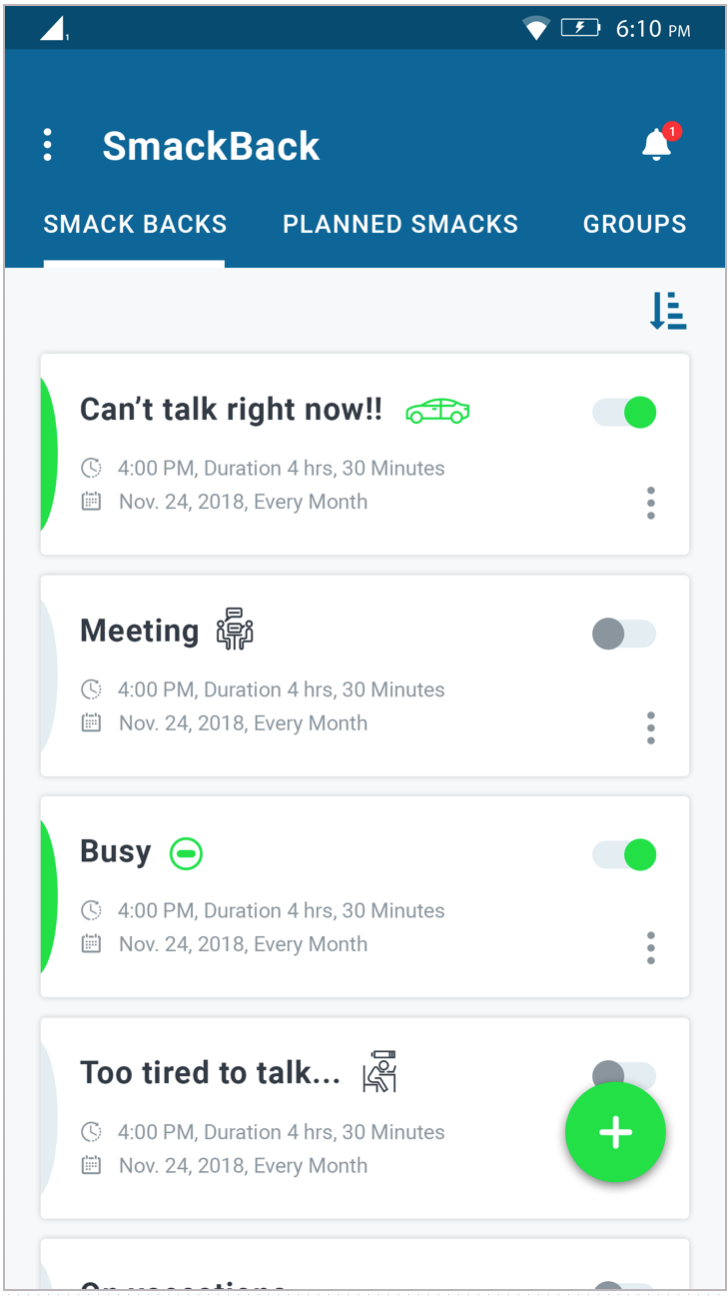 1
6:10 PM
SmackBack
1
SMACK BACKS
PLANNED SMACKS
GROUPS
Can't talk right now!!
4:00 PM, Duration 4 hrs, 30 Minutes
Nov. 24, 2018, Every Month
Meeting
4:00 PM, Duration 4 hrs, 30 Minutes
Nov. 24, 2018, Every Month
Busy
4:00 PM, Duration 4 hrs, 30 Minutes
Nov. 24, 2018, Every Month
Too tired to talk...
4:00 PM, Duration 4 hrs, 30 Minutes
Nov. 24, 2018, Every Month